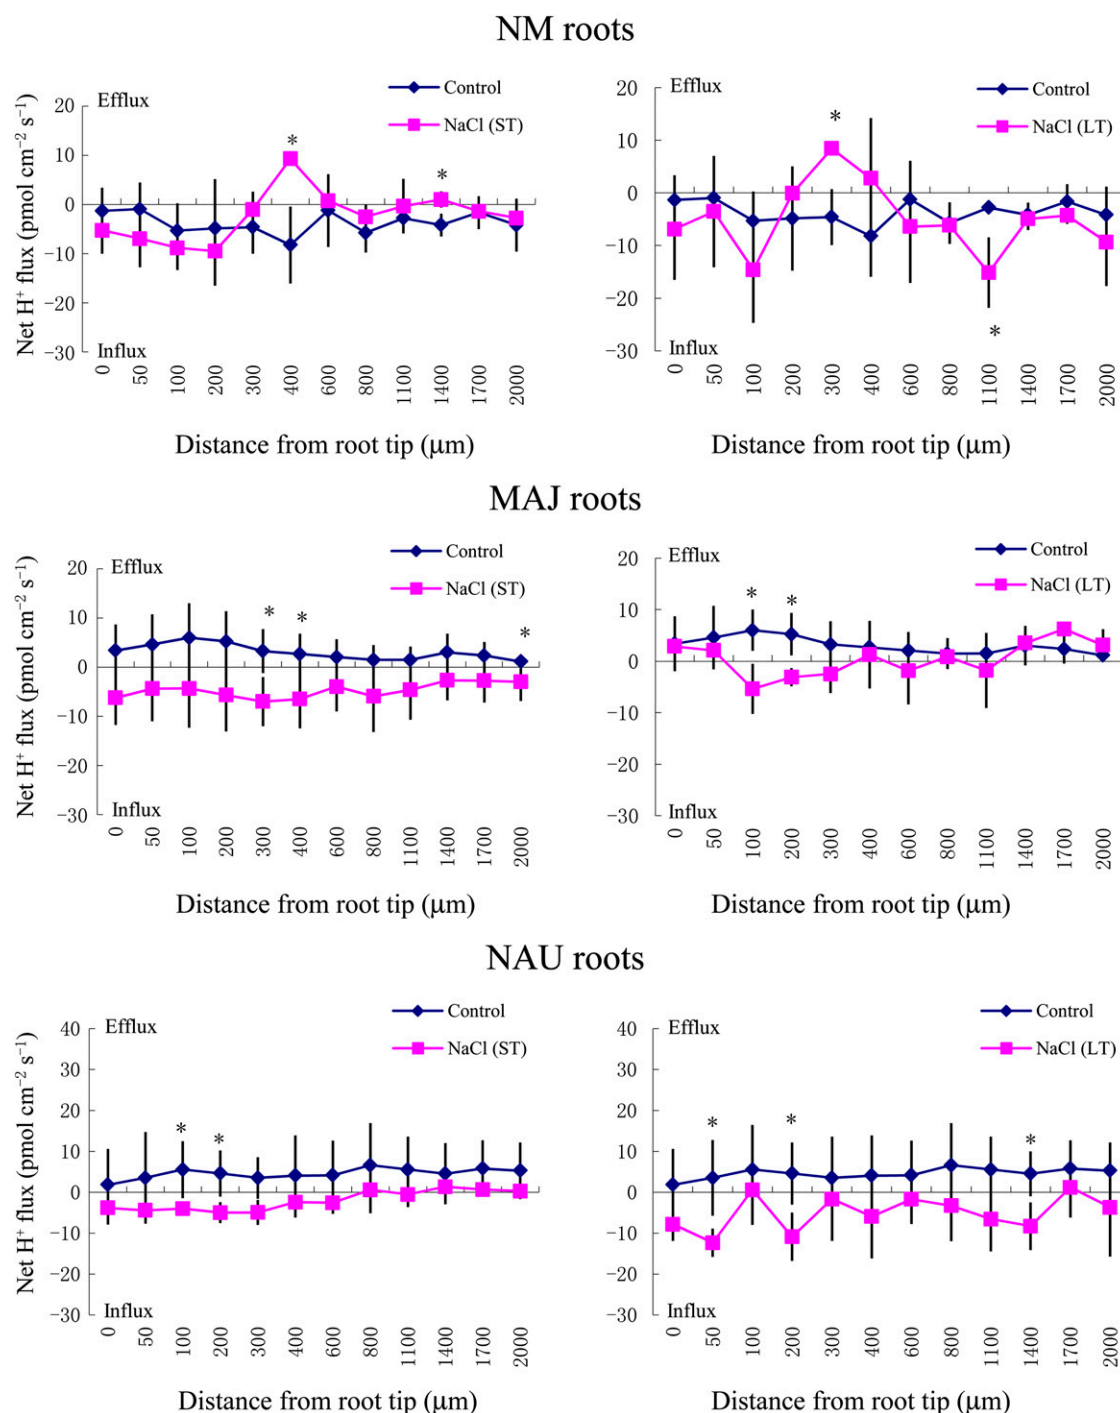 NM roots
Control
NaCl (ST)
Efflux
20
10
0
−10
−20
−30
Influx
*
*
Net H⁺ flux (pmol cm⁻² s⁻¹)
0 50 100 200 300 400 600 800 1100 1400 1700 2000
Distance from root tip (μm)
Control
NaCl (LT)
Efflux
20
10
0
−10
−20
−30
Influx
*
*
0 50 100 200 300 400 600 800 1100 1400 1700 2000
Distance from root tip (μm)
MAJ roots
Control
NaCl (ST)
Efflux
20
10
0
−10
−20
−30
Influx
* * *
Net H⁺ flux (pmol cm⁻² s⁻¹)
0 50 100 200 300 400 600 800 1100 1400 1700 2000
Distance from root tip (μm)
Control
NaCl (LT)
Efflux
20
10
0
−10
−20
−30
Influx
* *
0 50 100 200 300 400 600 800 1100 1400 1700 2000
Distance from root tip (μm)
NAU roots
Control
NaCl (ST)
Efflux
40
30
20
10
0
−10
−20
−30
Influx
* *
Net H⁺ flux (pmol cm⁻² s⁻¹)
0 50 100 200 300 400 600 800 1100 1400 1700 2000
Distance from root tip (μm)
Control
NaCl (LT)
Efflux
40
30
20
10
0
−10
−20
−30
Influx
* * *
0 50 100 200 300 400 600 800 1100 1400 1700 2000
Distance from root tip (μm)